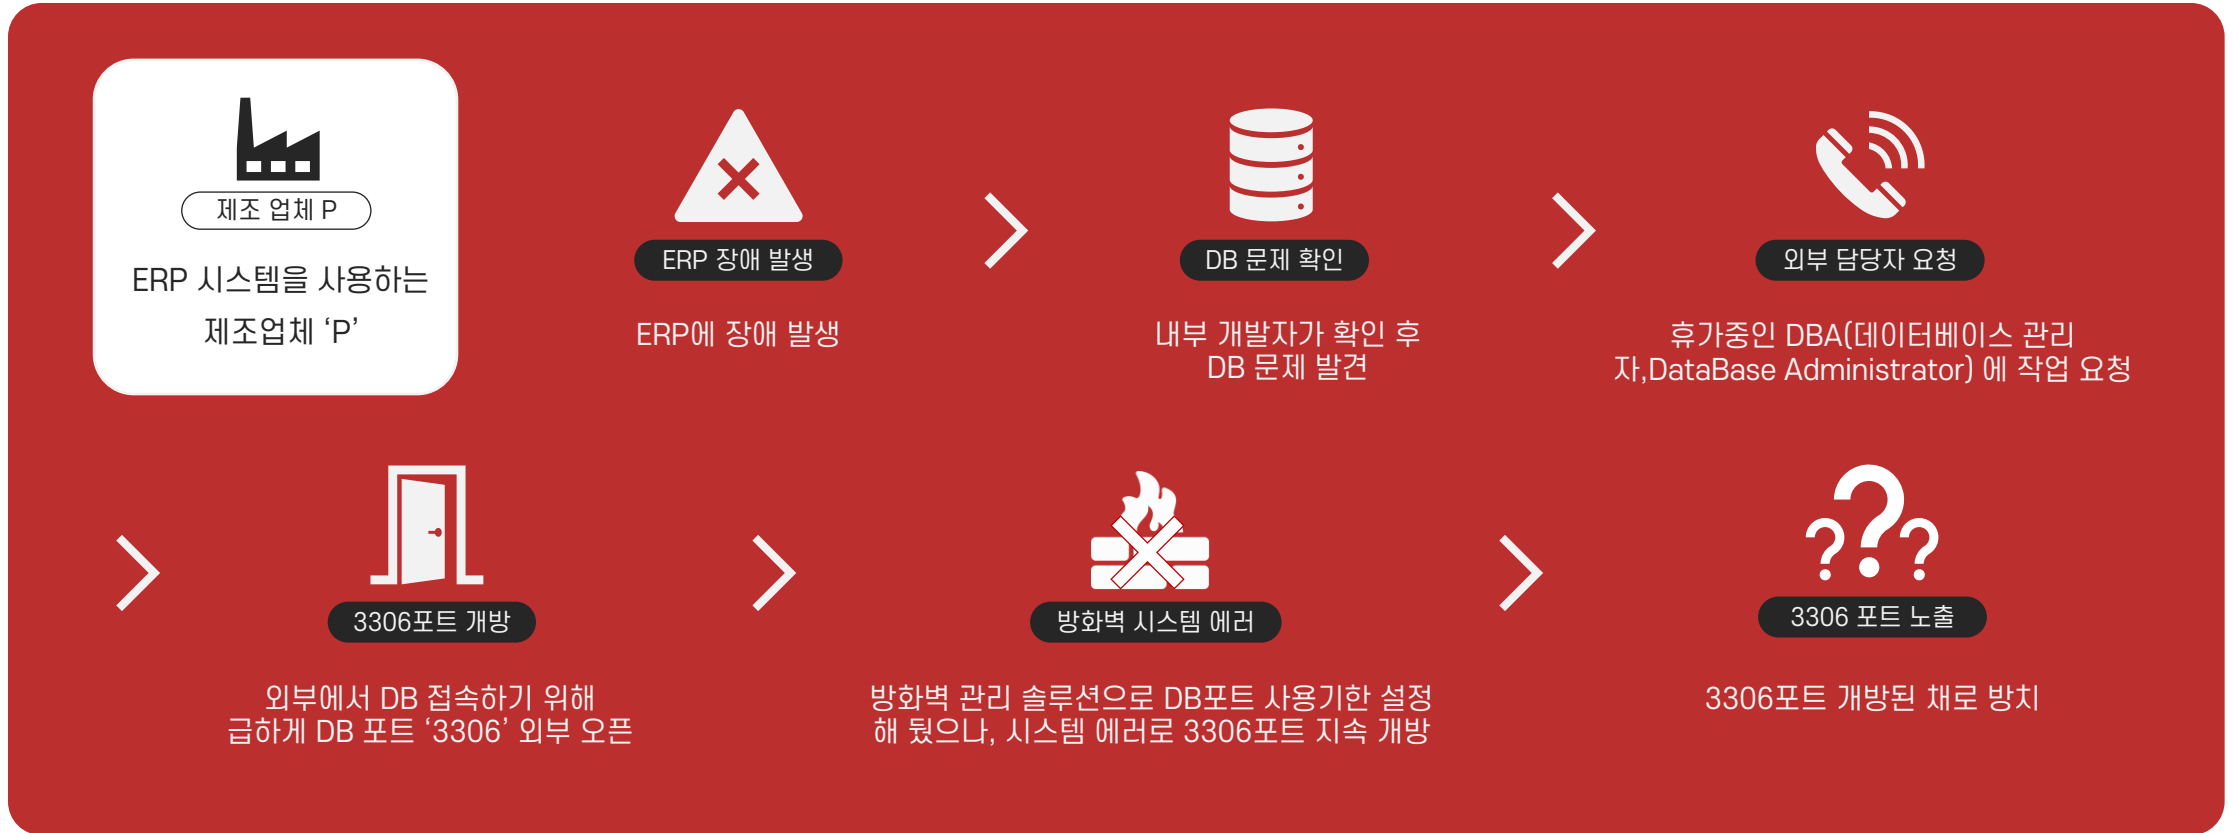 제조 업체 P
ERP 시스템을 사용하는
제조업체 ‘P’
ERP 장애 발생
ERP에 장애 발생
DB 문제 확인
내부 개발자가 확인 후
DB 문제 발견
외부 담당자 요청
휴가중인 DBA(데이터베이스 관리
자,DataBase Administrator) 에 작업 요청
3306포트 개방
외부에서 DB 접속하기 위해
급하게 DB 포트 ‘3306’ 외부 오픈
방화벽 시스템 에러
방화벽 관리 솔루션으로 DB포트 사용기한 설정
해 뒀으나, 시스템 에러로 3306포트 지속 개방
3306 포트 노출
3306포트 개방된 채로 방치